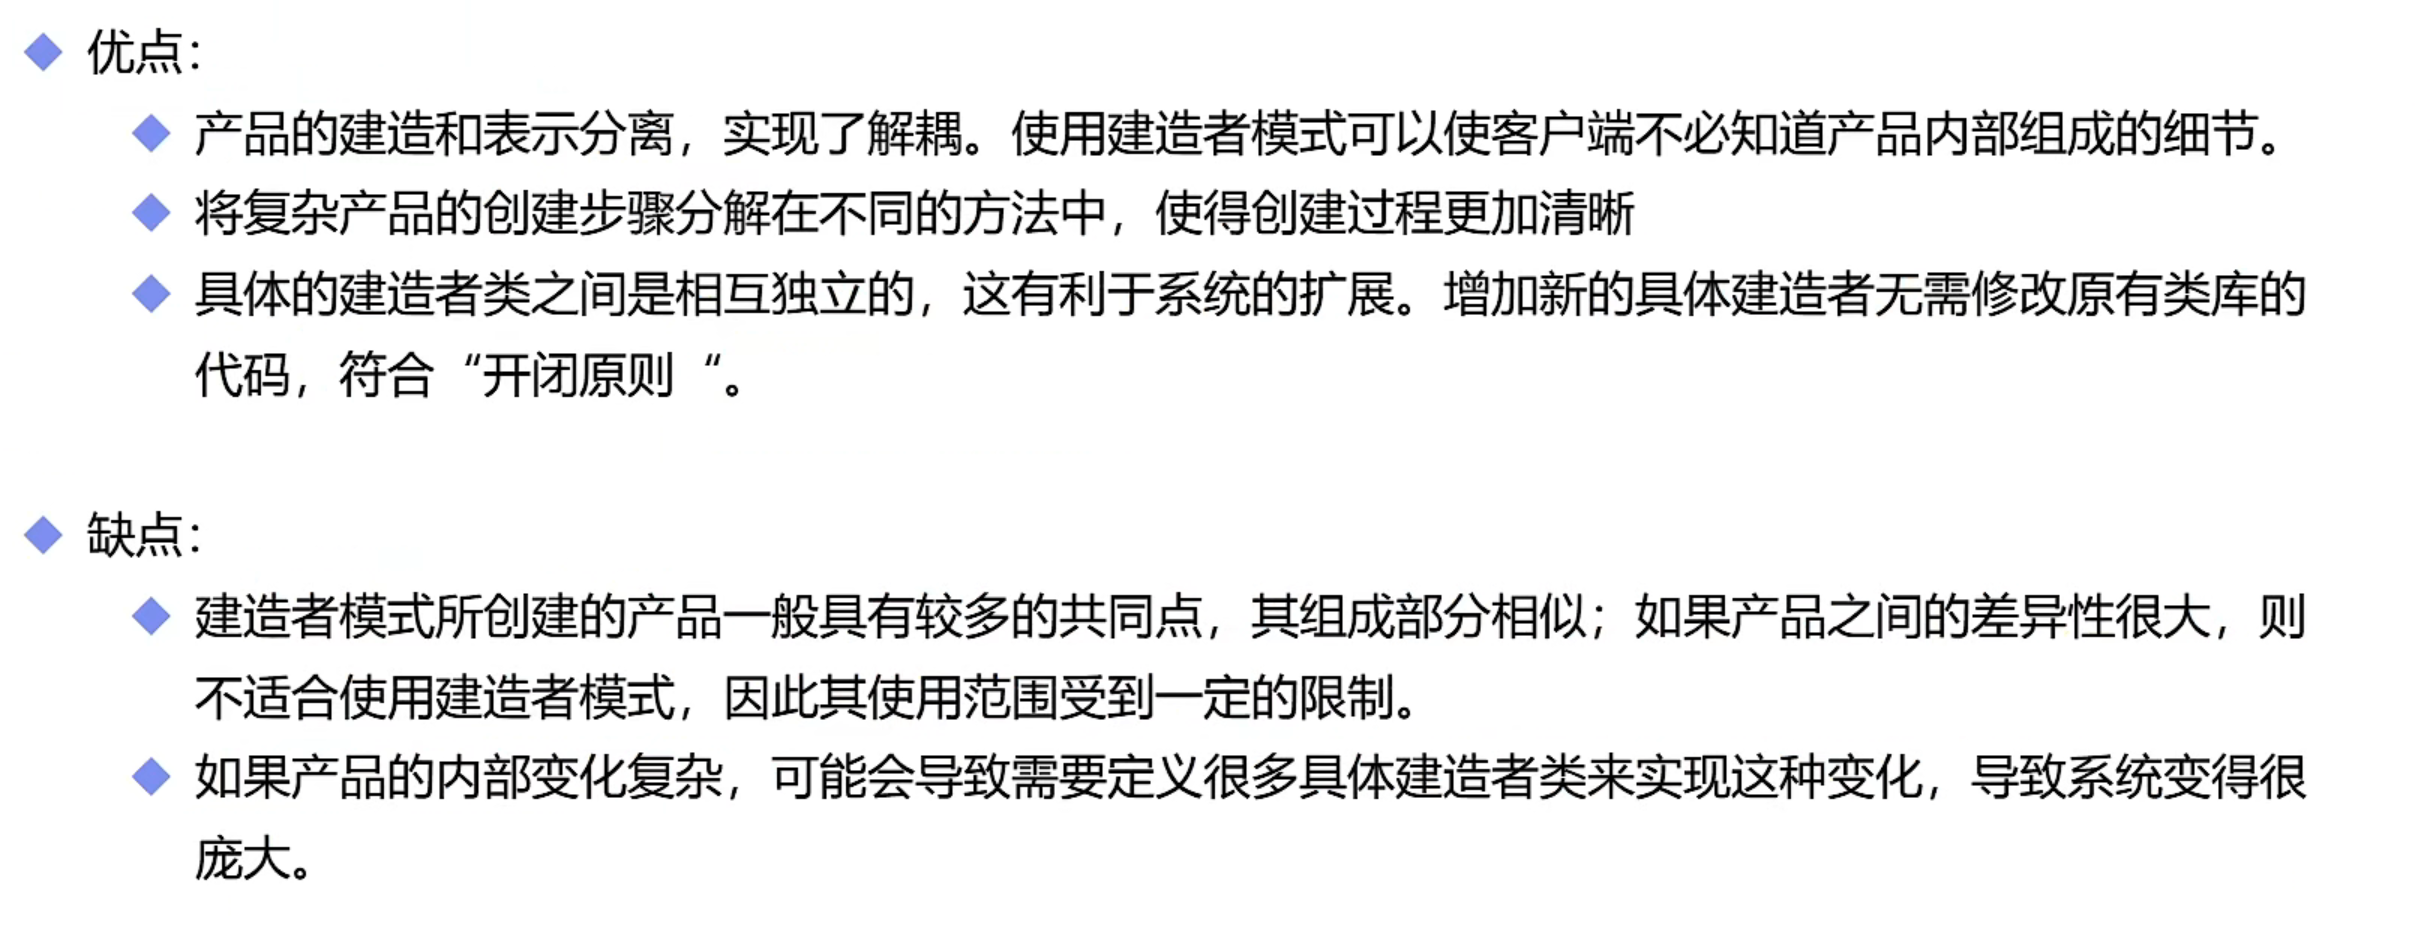 优点：
产品的建造和表示分离，实现了解耦。使用建造者模式可以使客户端不必知道产品内部组成的细节。
将复杂产品的创建步骤分解在不同的方法中，使得创建过程更加清晰
具体的建造者类之间是相互独立的，这有利于系统的扩展。增加新的具体建造者无需修改原有类库的
代码，符合“开闭原则“。
缺点：
建造者模式所创建的产品一般具有较多的共同点，其组成部分相似；如果产品之间的差异性很大，则
不适合使用建造者模式，因此其使用范围受到一定的限制。
如果产品的内部变化复杂，可能会导致需要定义很多具体建造者类来实现这种变化，导致系统变得很
庞大。